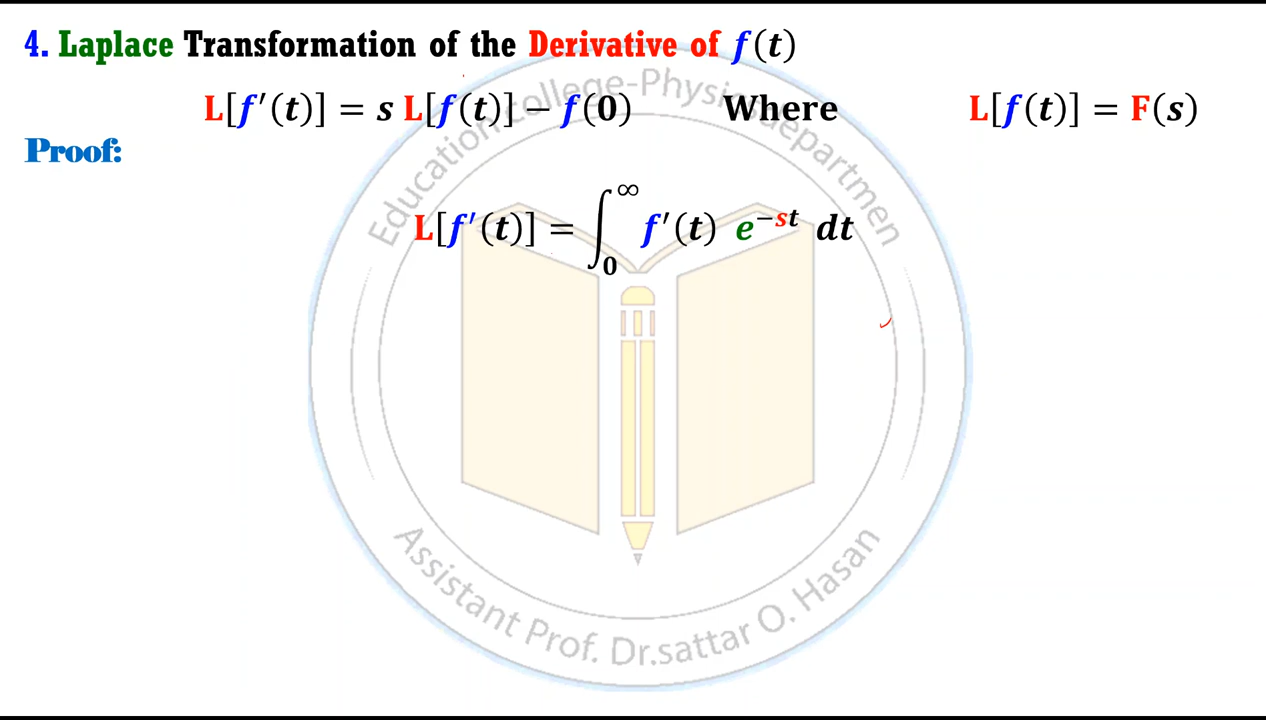 4. Laplace Transformation of the Derivative of f(t)
L[f′(t)] = s L[f(t)] − f(0) Where L[f(t)] = F(s)
Proof:
L[f′(t)] = ∫₀^∞ f′(t) e^{−st} dt
Education college-Physics departmen
Assistant Prof. Dr.sattar O. Hasan